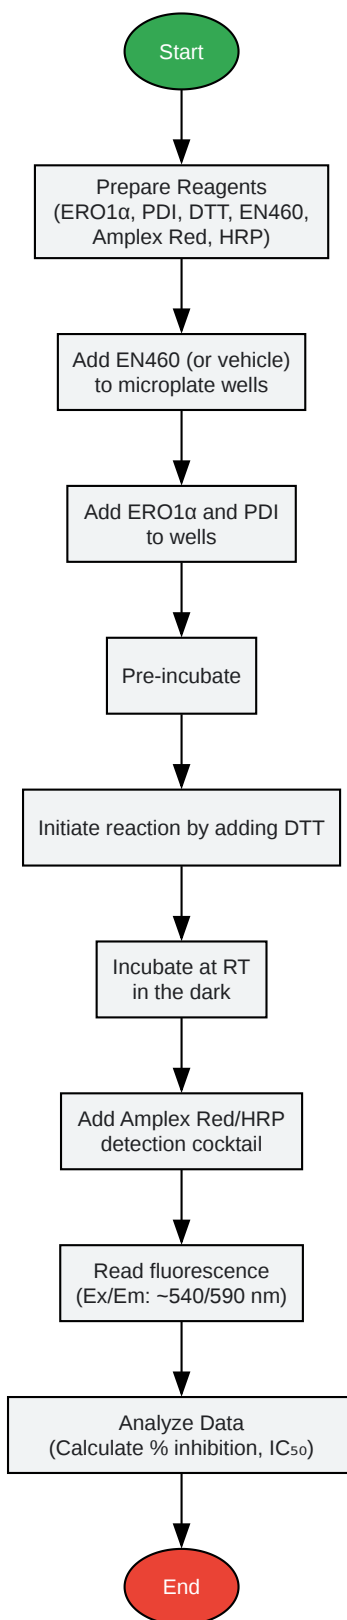 Start
Prepare Reagents
(ERO1α, PDI, DTT, EN460,
Amplex Red, HRP)
Add EN460 (or vehicle)
to microplate wells
Add ERO1α and PDI
to wells
Pre-incubate
Initiate reaction by adding DTT
Incubate at RT
in the dark
Add Amplex Red/HRP
detection cocktail
Read fluorescence
(Ex/Em: ~540/590 nm)
Analyze Data
(Calculate % inhibition, IC₅₀)
End